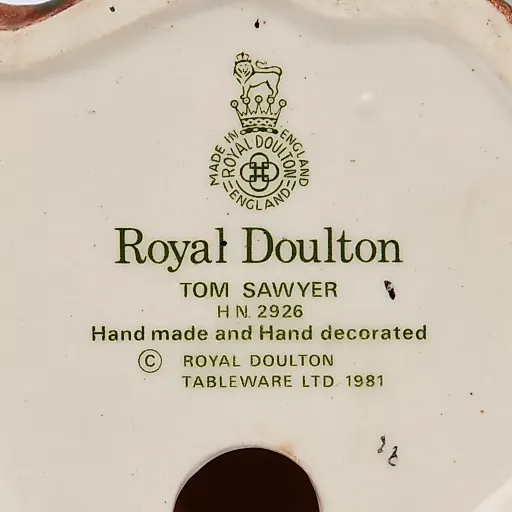 MADE IN ENGLAND
ROYAL DOULTON
ENGLAND
Royal Doulton
TOM SAWYER
H.N. 2926
Hand made and Hand decorated
© ROYAL DOULTON
TABLEWARE LTD. 1981